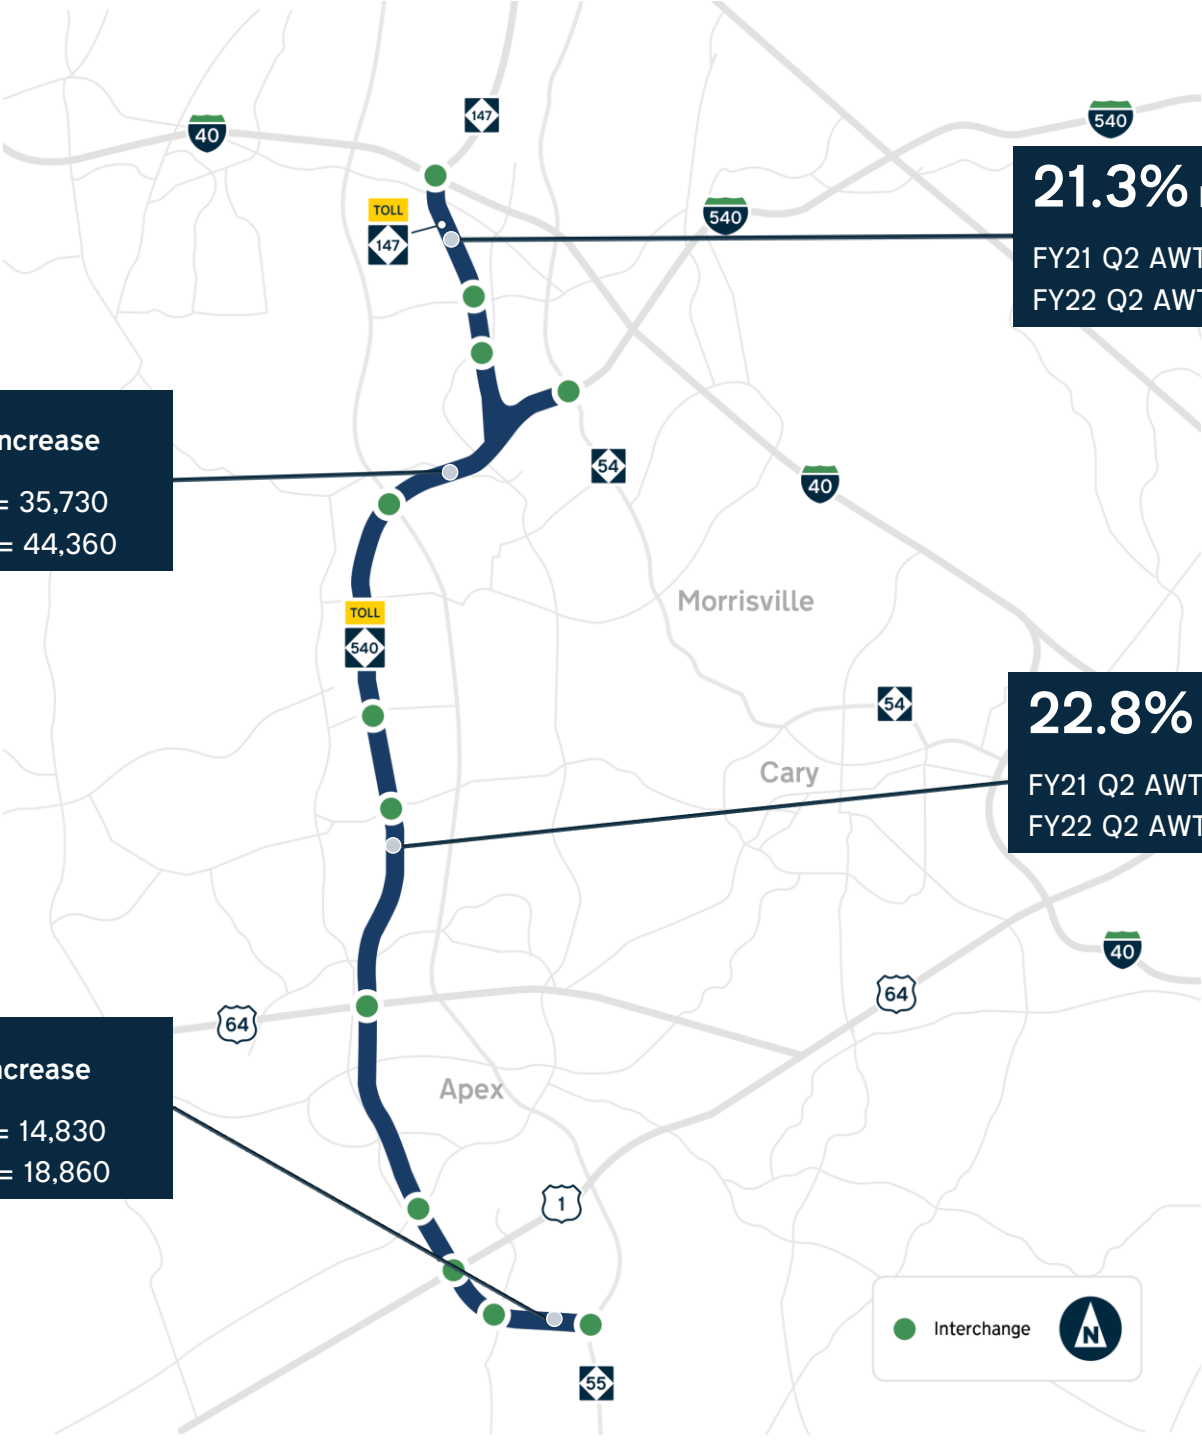 147
40
540
21.3%
FY21 Q2 AWT
FY22 Q2 AWT
TOLL
147
540
ncrease
= 35,730
= 44,360
54
40
Morrisville
TOLL
540
54
22.8%
FY21 Q2 AWT
FY22 Q2 AWT
Cary
40
64
64
ncrease
= 14,830
= 18,860
Apex
1
Interchange
N
55